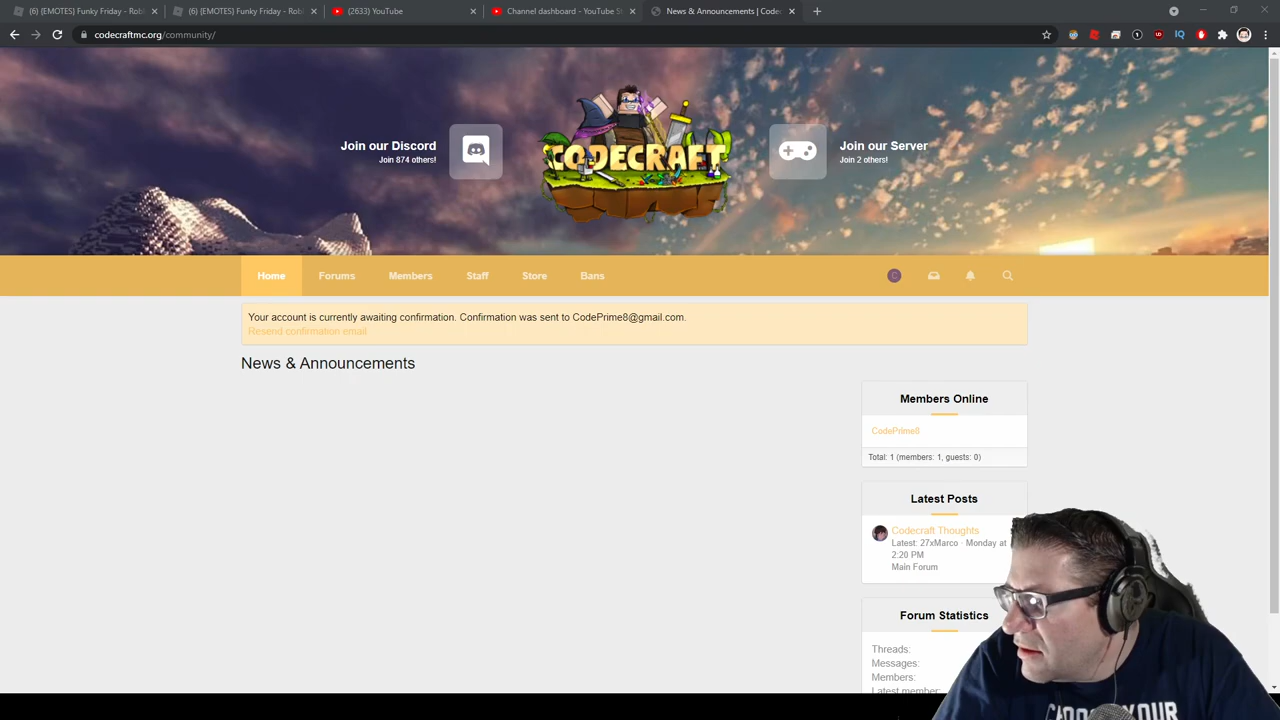 (6) [EMOTES] Funky Friday - Rob
(6) [EMOTES] Funky Friday - Rob
(2633) YouTube
Channel dashboard - YouTube St
News & Announcements | Codec
codecraftmc.org/community/
Join our Discord
Join 874 others!
CODECRAFT
Join our Server
Join 2 others!
Home Forums Members Staff Store Bans
Your account is currently awaiting confirmation. Confirmation was sent to CodePrime8@gmail.com.
Resend confirmation email
News & Announcements
Members Online
CodePrime8
Total: 1 (members: 1, guests: 0)
Latest Posts
Codecraft Thoughts
Latest: 27xMarco · Monday at
2:20 PM
Main Forum
Forum Statistics
Threads:
Messages:
Members:
Latest member:
YOUR